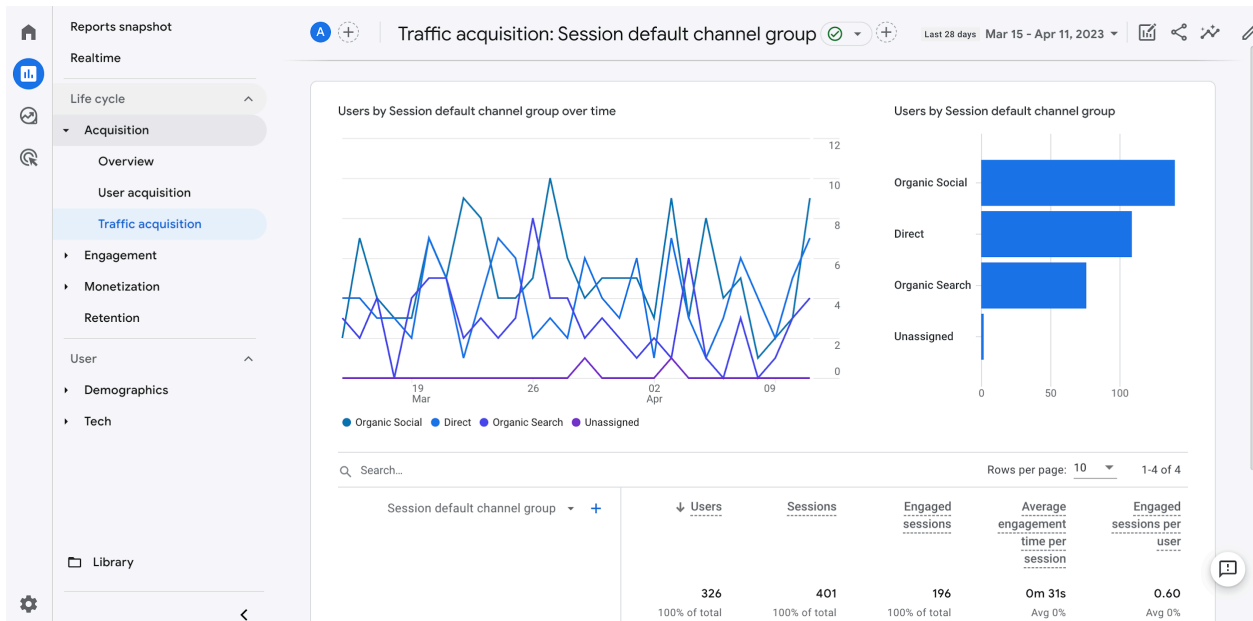 Reports snapshot
Realtime
Life cycle
Acquisition
Overview
User acquisition
Traffic acquisition
Engagement
Monetization
Retention
User
Demographics
Tech
Library
A
Traffic acquisition: Session default channel group
Last 28 days Mar 15 - Apr 11, 2023
Users by Session default channel group over time
12
10
8
6
4
2
0
19 26 02 09
Mar Apr
Organic Social Direct Organic Search Unassigned
Users by Session default channel group
Organic Social
Direct
Organic Search
Unassigned
0 50 100
Search...
Rows per page: 10 1-4 of 4
Session default channel group
Users
Sessions
Engaged
sessions
Average
engagement
time per
session
Engaged
sessions per
user
326 401 196 0m 31s 0.60
100% of total 100% of total 100% of total Avg 0% Avg 0%